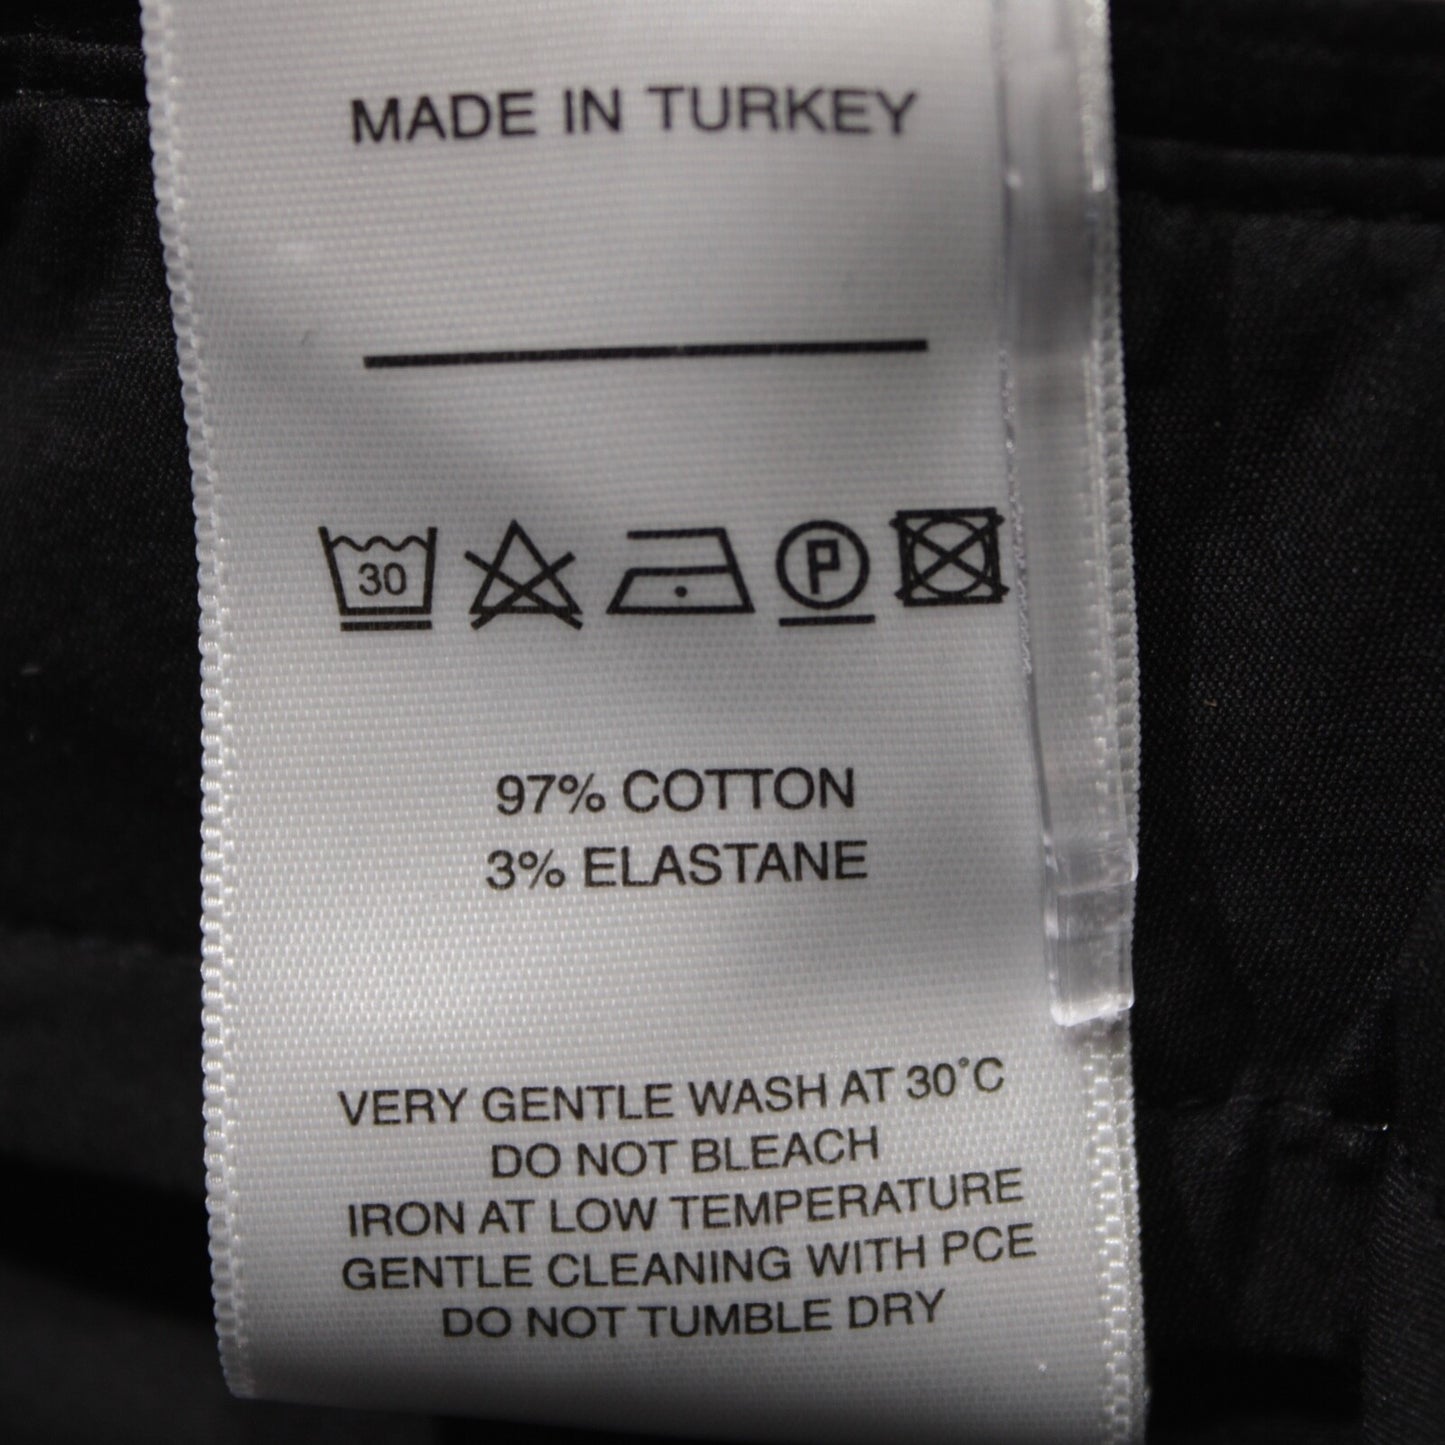 MADE IN TURKEY
30 P
97% COTTON
3% ELASTANE
VERY GENTLE WASH AT 30°C
DO NOT BLEACH
IRON AT LOW TEMPERATURE
GENTLE CLEANING WITH PCE
DO NOT TUMBLE DRY